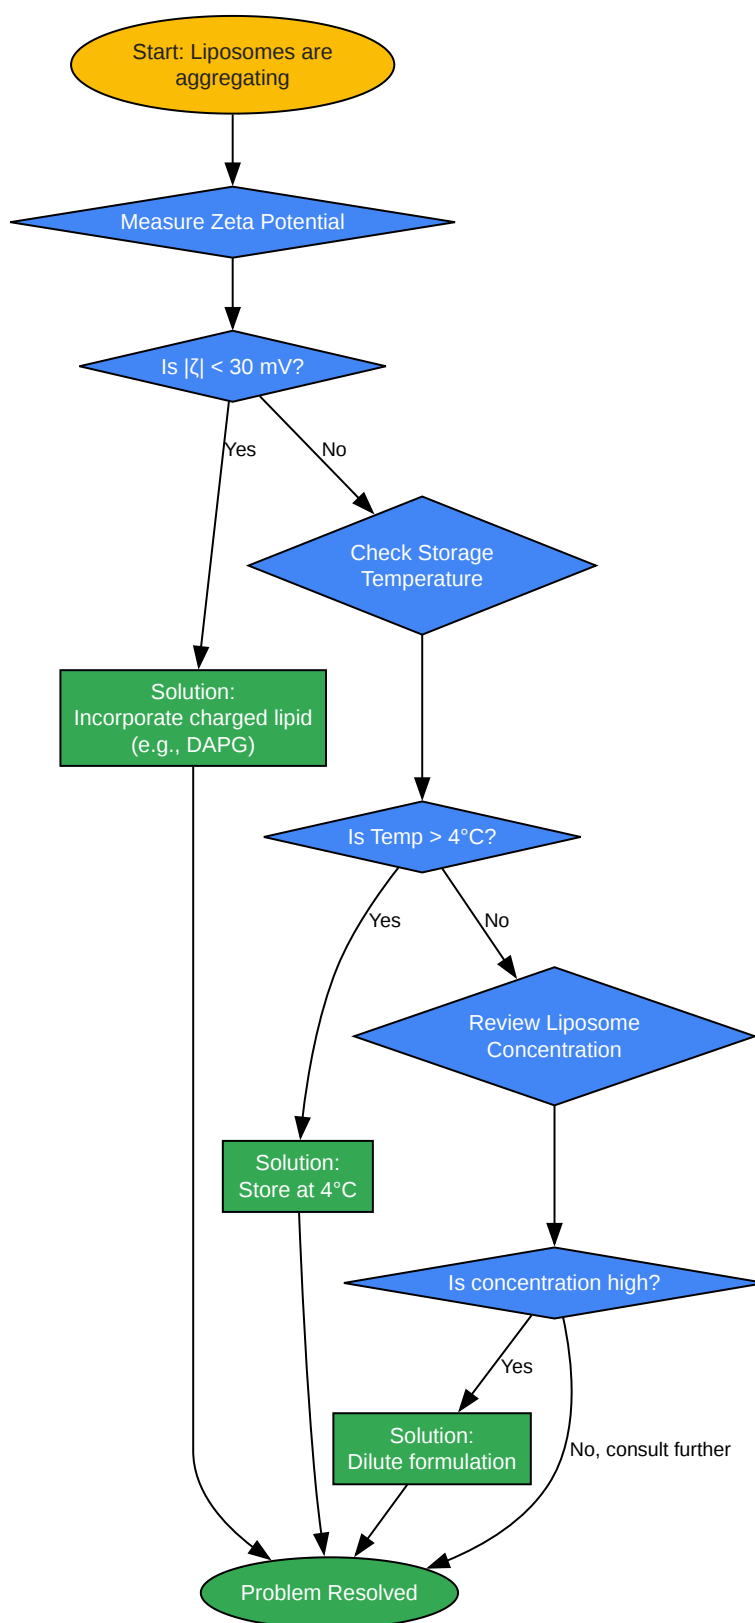 Start: Liposomes are
aggregating
Measure Zeta Potential
Is |ζ| < 30 mV?
Yes
No
Check Storage
Temperature
Solution:
Incorporate charged lipid
(e.g., DAPG)
Is Temp > 4°C?
Yes
No
Review Liposome
Concentration
Solution:
Store at 4°C
Is concentration high?
Yes
Solution:
Dilute formulation
No, consult further
Problem Resolved